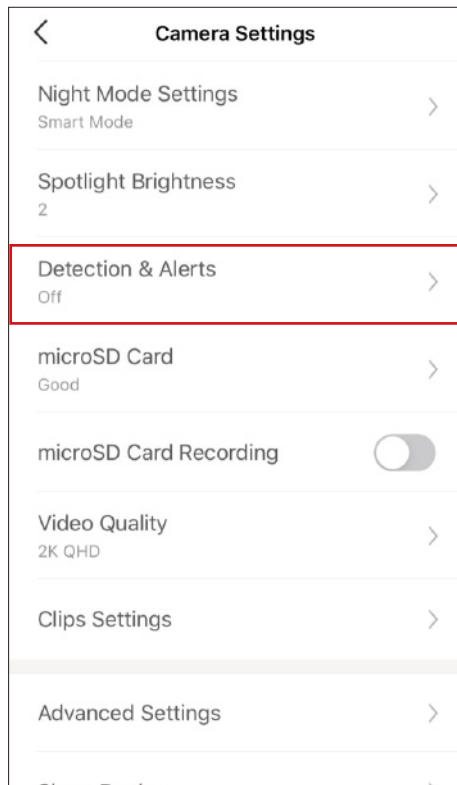 Camera Settings
Night Mode Settings
Smart Mode
Spotlight Brightness
2
Detection & Alerts
Off
microSD Card
Good
microSD Card Recording
Video Quality
2K QHD
Clips Settings
Advanced Settings